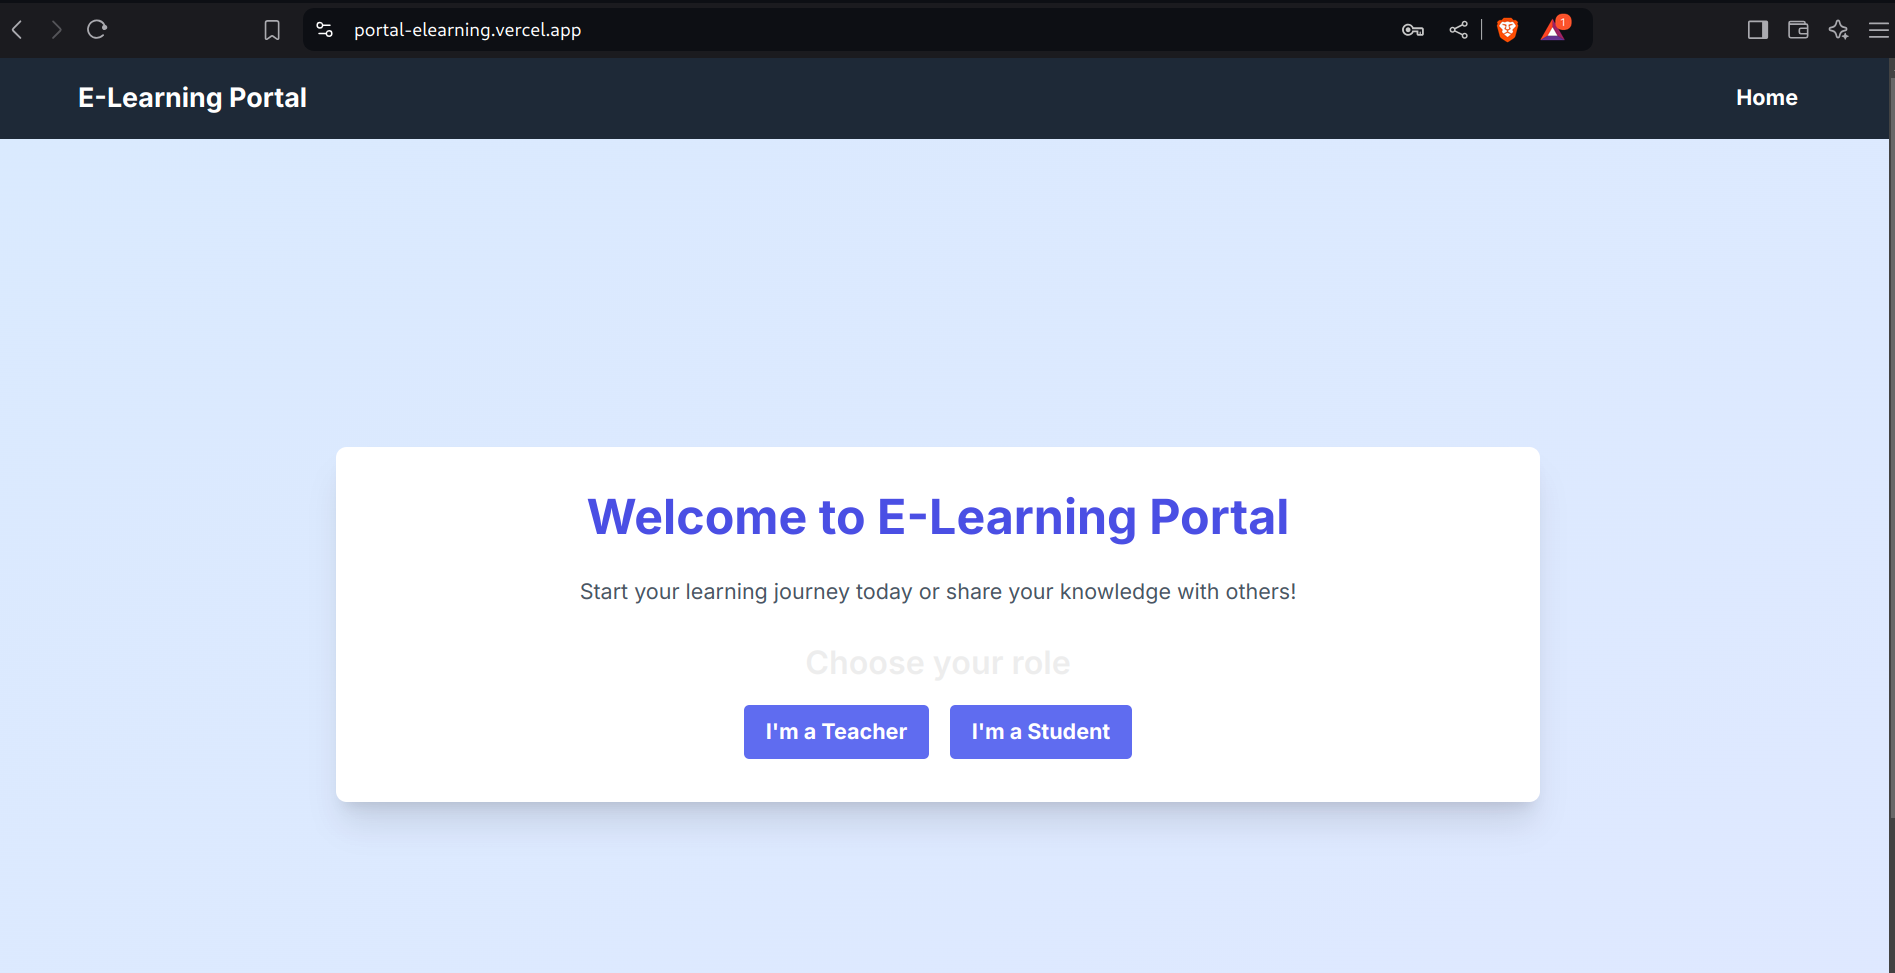 portal-elearning.vercel.app
1
E-Learning Portal
Home
Welcome to E-Learning Portal
Start your learning journey today or share your knowledge with others!
Choose your role
I'm a Teacher
I'm a Student